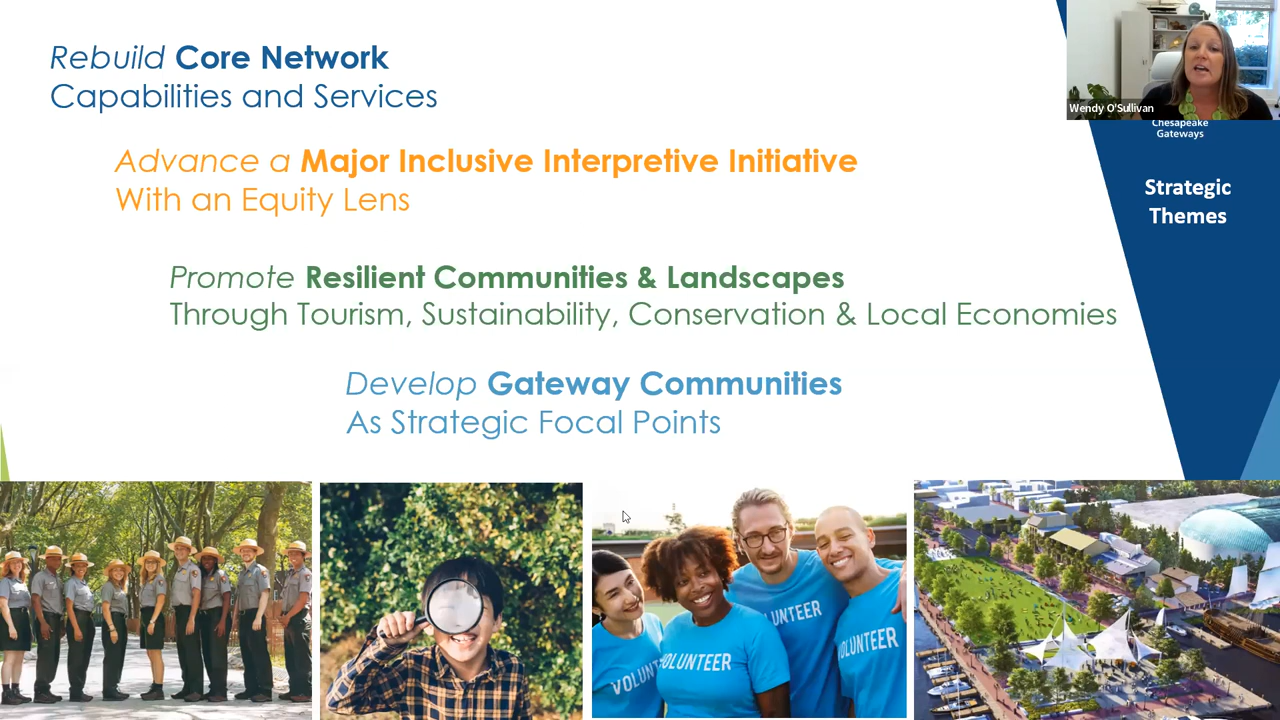 Rebuild Core Network
Capabilities and Services
Advance a Major Inclusive Interpretive Initiative
With an Equity Lens
Promote Resilient Communities & Landscapes
Through Tourism, Sustainability, Conservation & Local Economies
Develop Gateway Communities
As Strategic Focal Points
Wendy O'Sullivan
Chesapeake
Gateways
Strategic
Themes
VOLUNTEER
VOLUNTEER
VOLUNTEER